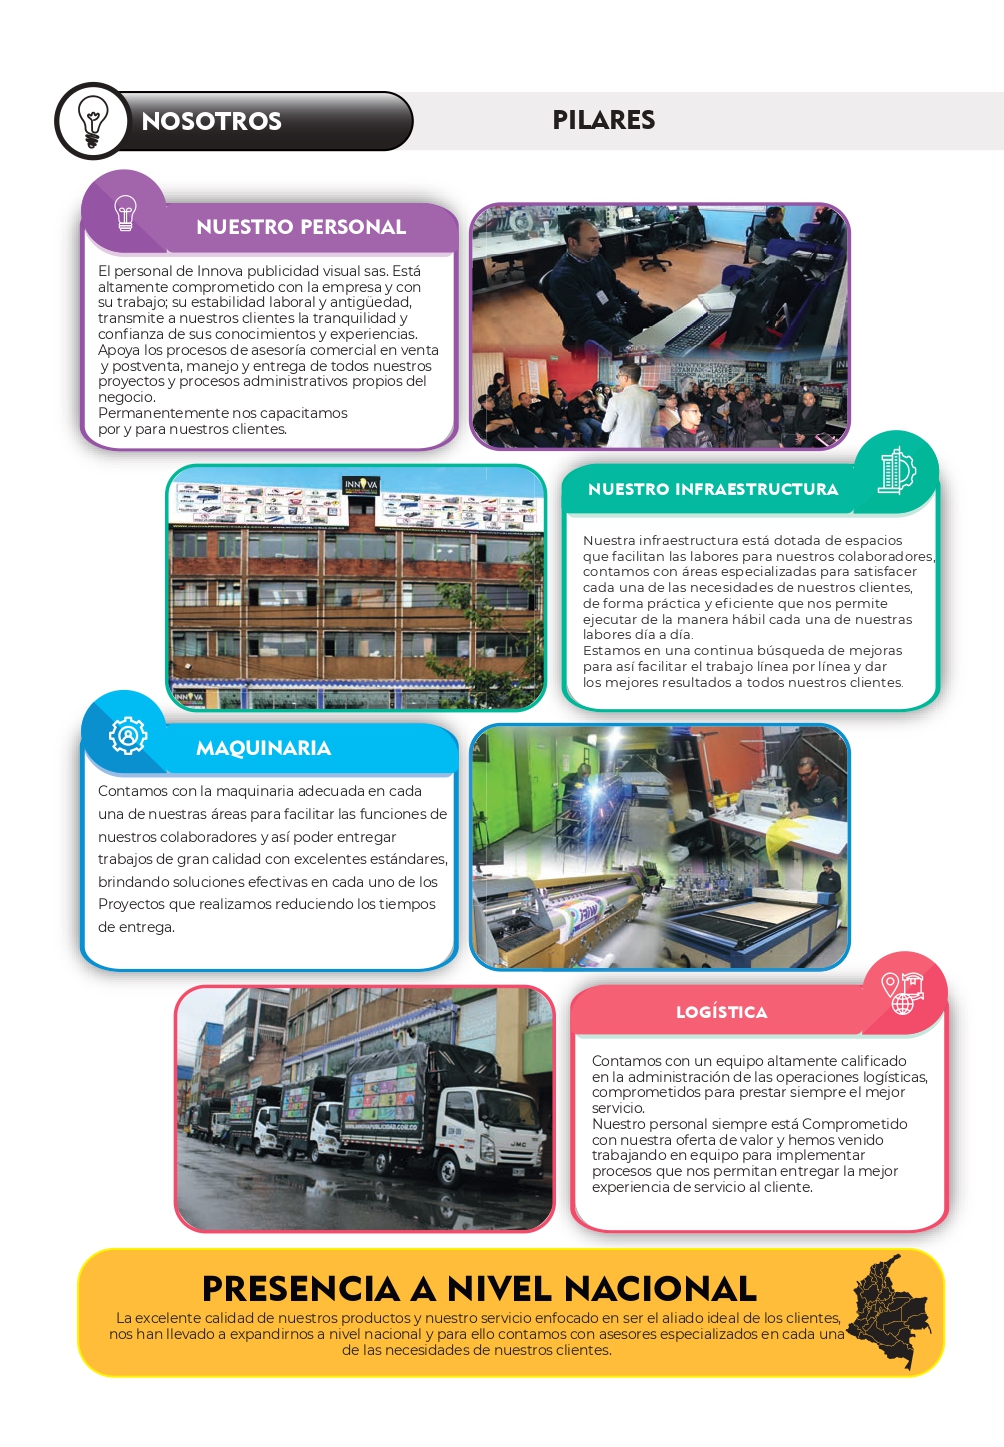 NOSOTROS
PILARES
NUESTRO PERSONAL
El personal de Innova publicidad visual sas. Está
altamente comprometido con la empresa y con
su trabajo; su estabilidad laboral y antigüedad,
transmite a nuestros clientes la tranquilidad y
confianza de sus conocimientos y experiencias.
Apoya los procesos de asesoría comercial en venta
y postventa, manejo y entrega de todos nuestros
proyectos y procesos administrativos propios del
negocio.
Permanentemente nos capacitamos
por y para nuestros clientes.
INNOVA
NUESTRO INFRAESTRUCTURA
Nuestra infraestructura está dotada de espacios
que facilitan las labores para nuestros colaboradores,
contamos con áreas especializadas para satisfacer
cada una de las necesidades de nuestros clientes,
de forma práctica y eficiente que nos permite
ejecutar de la manera hábil cada una de nuestras
labores día a día.
Estamos en una continua búsqueda de mejoras
para así facilitar el trabajo línea por línea y dar
los mejores resultados a todos nuestros clientes.
MAQUINARIA
Contamos con la maquinaria adecuada en cada
una de nuestras áreas para facilitar las funciones de
nuestros colaboradores y así poder entregar
trabajos de gran calidad con excelentes estándares,
brindando soluciones efectivas en cada uno de los
Proyectos que realizamos reduciendo los tiempos
de entrega.
WWW.INNOVAPUBLICIDAD.COM.CO
JMC
LOGÍSTICA
Contamos con un equipo altamente calificado
en la administración de las operaciones logísticas,
comprometidos para prestar siempre el mejor
servicio.
Nuestro personal siempre está Comprometido
con nuestra oferta de valor y hemos venido
trabajando en equipo para implementar
procesos que nos permitan entregar la mejor
experiencia de servicio al cliente.
PRESENCIA A NIVEL NACIONAL
La excelente calidad de nuestros productos y nuestro servicio enfocado en ser el aliado ideal de los clientes,
nos han llevado a expandirnos a nivel nacional y para ello contamos con asesores especializados en cada una
de las necesidades de nuestros clientes.